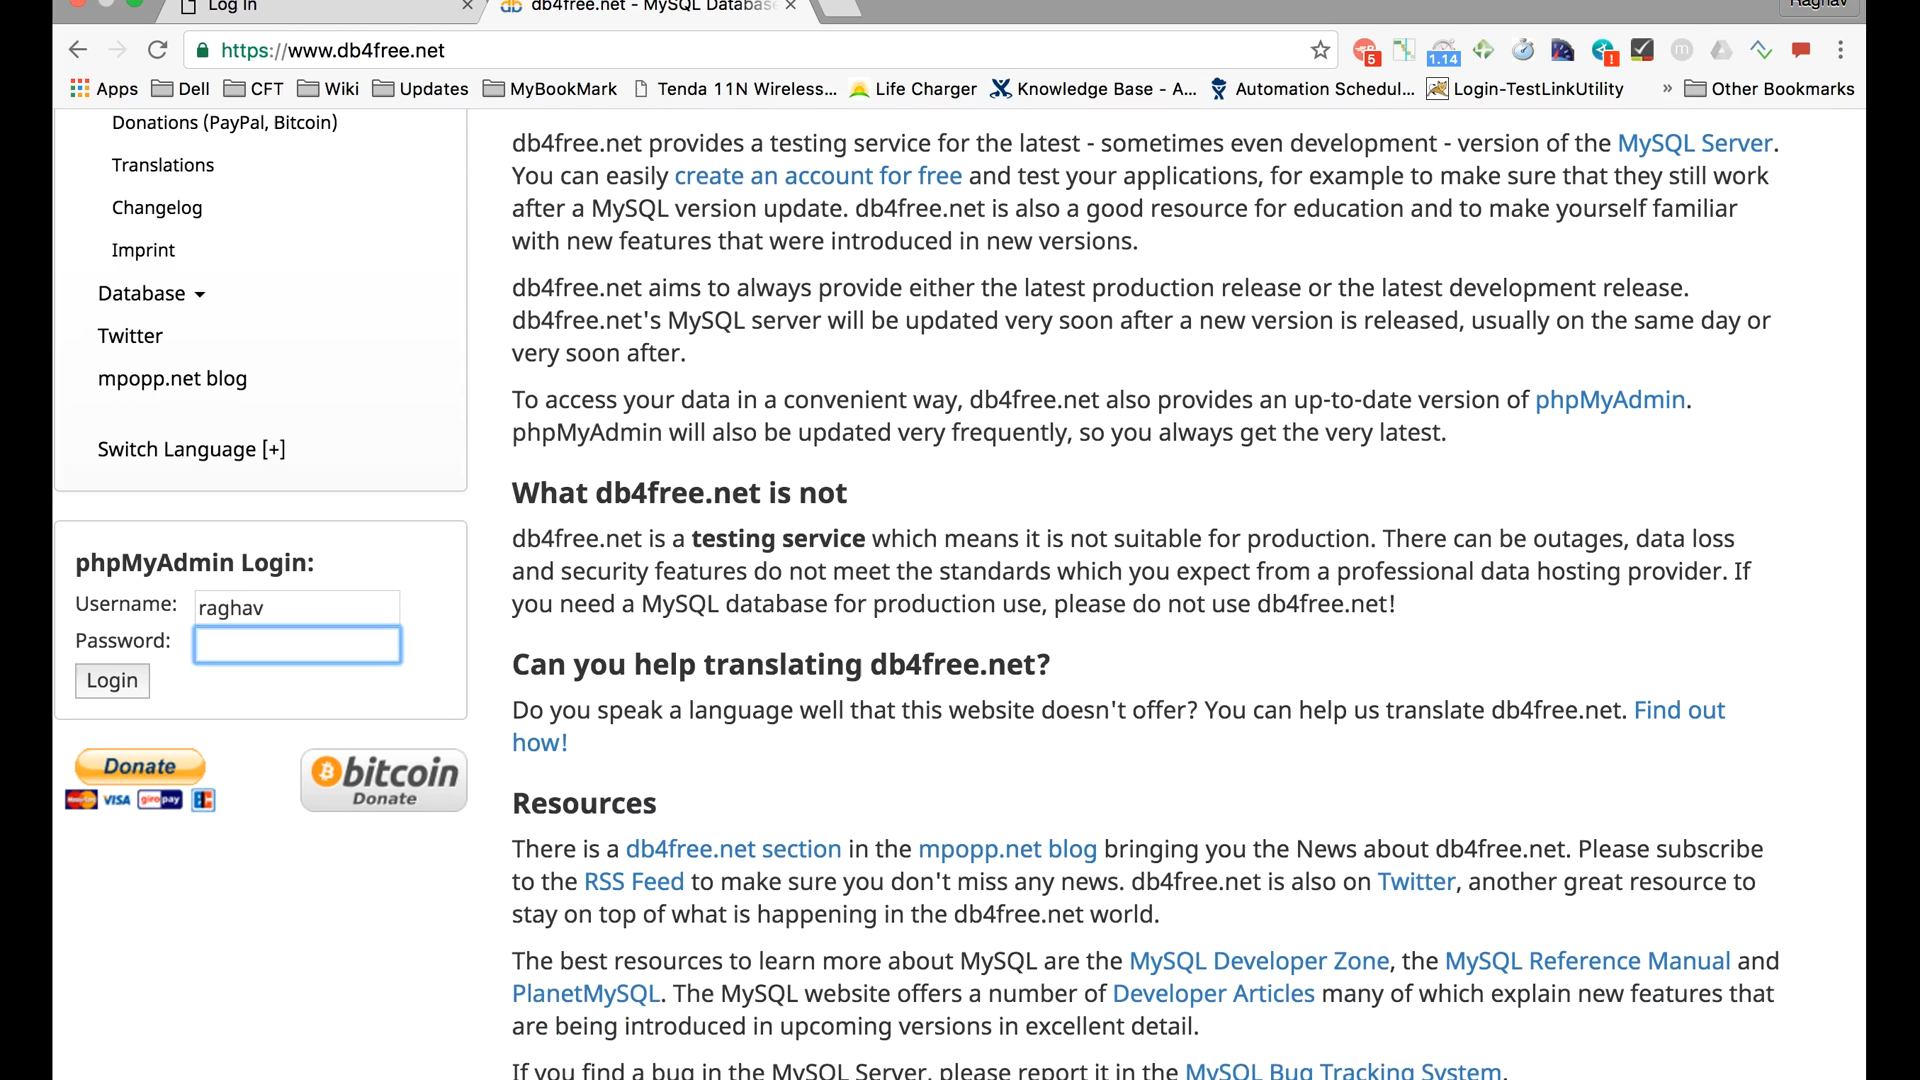 Log In
db4free.net - MySQL Database
Raghav
https://www.db4free.net
5
1.14
!
m
Apps
Dell
CFT
Wiki
Updates
MyBookMark
Tenda 11N Wireless...
Life Charger
Knowledge Base - A...
Automation Schedul...
Login-TestLinkUtility
»
Other Bookmarks
Donations (PayPal, Bitcoin)
Translations
Changelog
Imprint
Database
Twitter
mpopp.net blog
Switch Language [+]
phpMyAdmin Login:
Username: raghav
Password:
Login
Donate
VISA
giropay
bitcoin
Donate
db4free.net provides a testing service for the latest - sometimes even development - version of the MySQL Server.
You can easily create an account for free and test your applications, for example to make sure that they still work
after a MySQL version update. db4free.net is also a good resource for education and to make yourself familiar
with new features that were introduced in new versions.
db4free.net aims to always provide either the latest production release or the latest development release.
db4free.net's MySQL server will be updated very soon after a new version is released, usually on the same day or
very soon after.
To access your data in a convenient way, db4free.net also provides an up-to-date version of phpMyAdmin.
phpMyAdmin will also be updated very frequently, so you always get the very latest.
What db4free.net is not
db4free.net is a testing service which means it is not suitable for production. There can be outages, data loss
and security features do not meet the standards which you expect from a professional data hosting provider. If
you need a MySQL database for production use, please do not use db4free.net!
Can you help translating db4free.net?
Do you speak a language well that this website doesn't offer? You can help us translate db4free.net. Find out
how!
Resources
There is a db4free.net section in the mpopp.net blog bringing you the News about db4free.net. Please subscribe
to the RSS Feed to make sure you don't miss any news. db4free.net is also on Twitter, another great resource to
stay on top of what is happening in the db4free.net world.
The best resources to learn more about MySQL are the MySQL Developer Zone, the MySQL Reference Manual and
PlanetMySQL. The MySQL website offers a number of Developer Articles many of which explain new features that
are being introduced in upcoming versions in excellent detail.
If you find a bug in the MySQL Server, please report it in the MySQL Bug Tracking System.